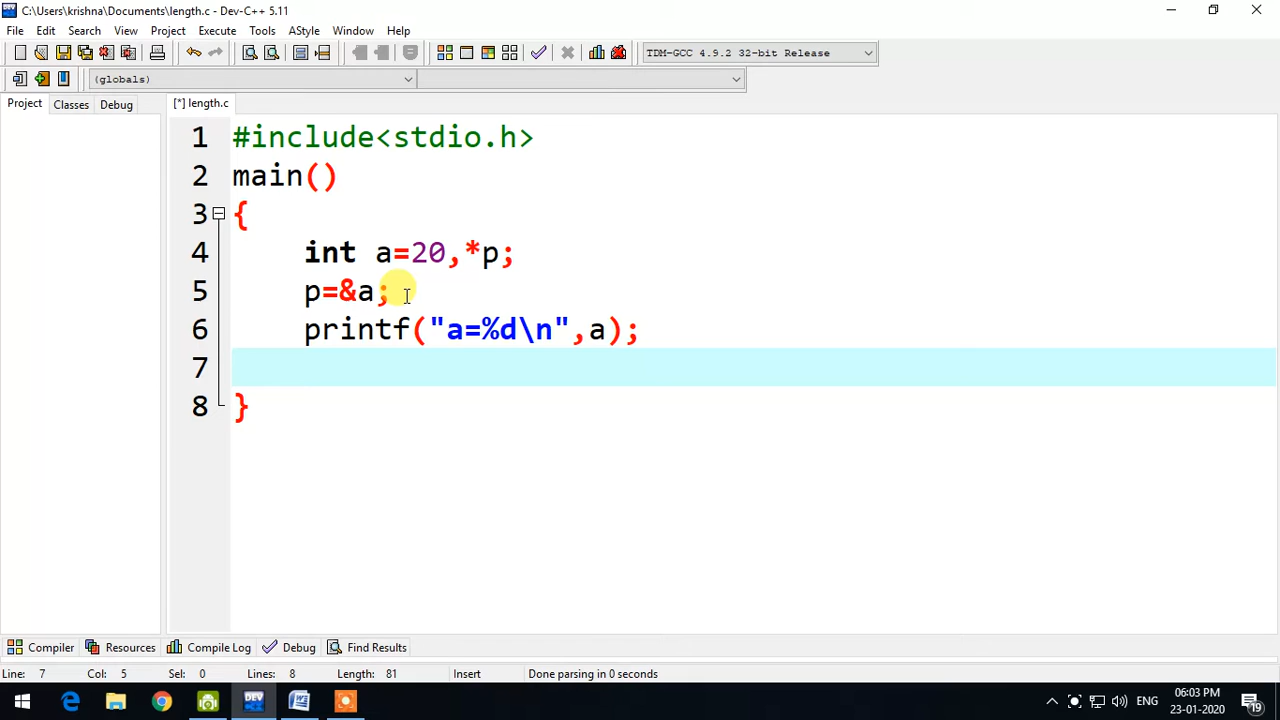 C:\Users\krishna\Documents\length.c - Dev-C++ 5.11
File Edit Search View Project Execute Tools AStyle Window Help
TDM-GCC 4.9.2 32-bit Release
(globals)
Project Classes Debug [*] length.c
1 #include<stdio.h>
2 main()
3 {
4 int a=20,*p;
5 p=&a;
6 printf("a=%d\n",a);
7
8 }
Compiler Resources Compile Log Debug Find Results
Line: 7 Col: 5 Sel: 0 Lines: 8 Length: 81 Insert Done parsing in 0 seconds
DEV ENG 06:03 PM
23-01-2020 19